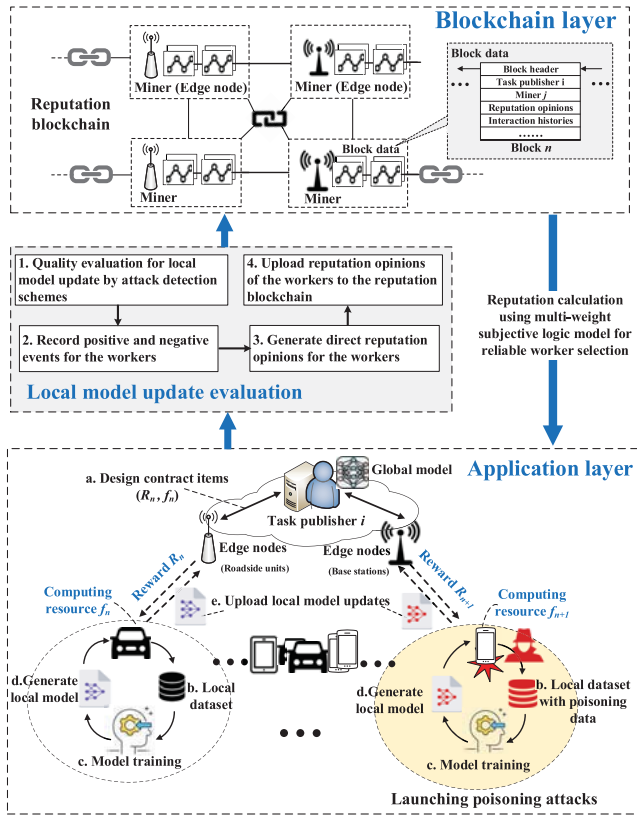 Blockchain layer
Reputation
blockchain
Miner (Edge node)
Miner (Edge node)
Block data
Block header
Task publisher i
Miner j
Reputation opinions
Interaction histories
......
Block n
Block data
Miner
Miner
1. Quality evaluation for local
model update by attack detection
schemes
4. Upload reputation opinions
of the workers to the reputation
blockchain
2. Record positive and negative
events for the workers
3. Generate direct reputation
opinions for the workers
Local model update evaluation
Reputation calculation
using multi-weight
subjective logic model for
reliable worker selection
Application layer
a. Design contract items
(Rn, fn)
Global model
Task publisher i
Edge nodes
(Roadside units)
Edge nodes
(Base stations)
Reward Rn
Reward Rn+1
Computing
resource fn
e. Upload local model updates
Computing
resource fn+1
d.Generate
local model
b. Local
dataset
c. Model training
d.Generate
local model
b. Local dataset
with poisoning
data
c. Model training
Launching poisoning attacks